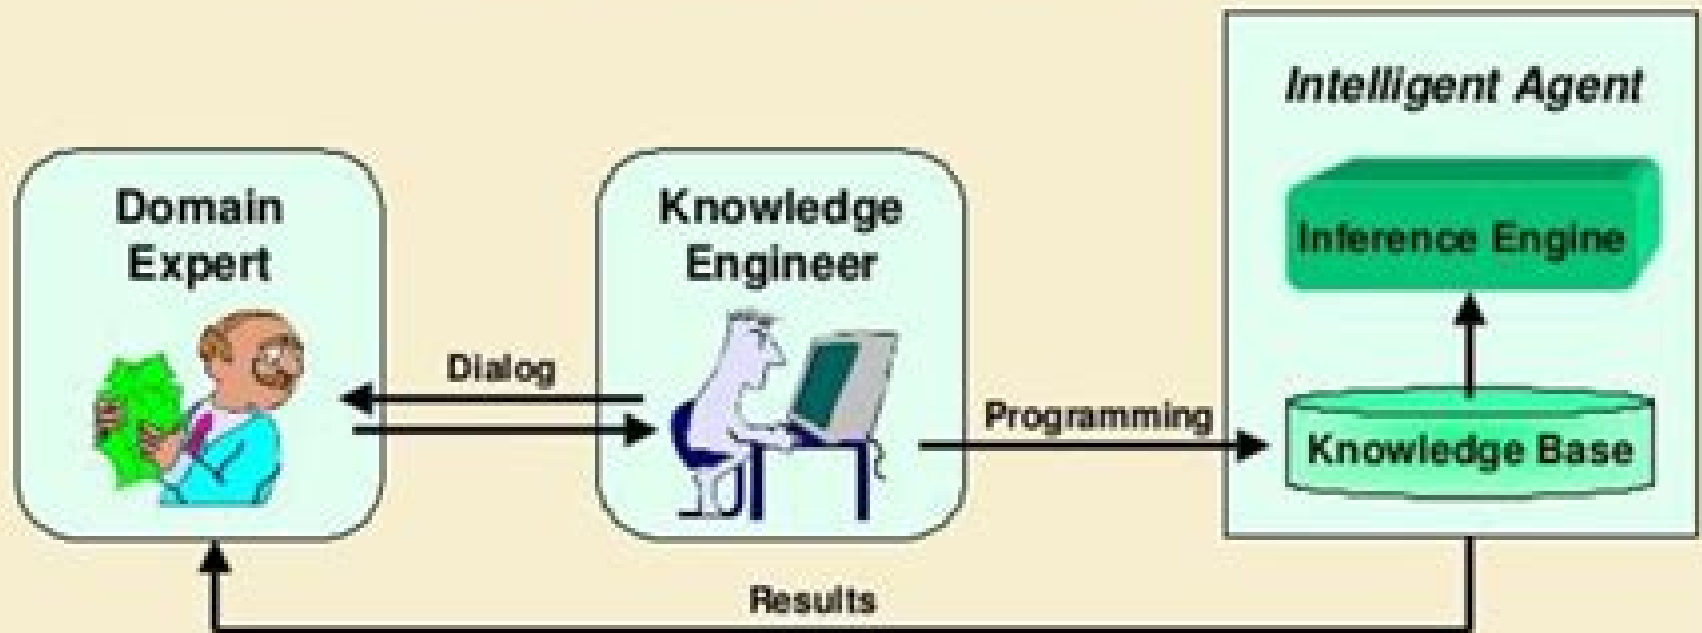 Domain
Expert
Dialog
Knowledge
Engineer
Programming
Intelligent Agent
Inference Engine
Knowledge Base
Results